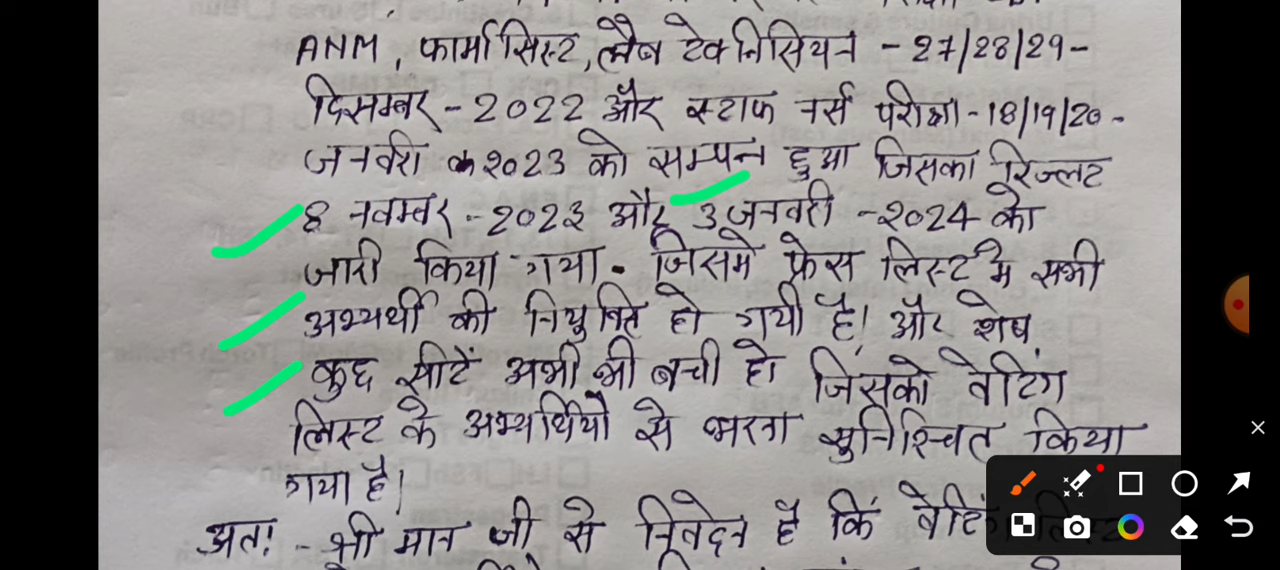 ANM, फार्मासिस्ट, लैब टेक्निसियन - 27/28/29 -
दिसम्बर - 2022 और स्टाफ नर्स परीक्षा - 18/19/20 -
जनवरी 2023 को सम्पन्न हुआ जिसका रिजल्ट
8 नवम्बर - 2023 और 3 जनवरी - 2024 को
जारी किया गया. जिसमे फ्रेस लिस्ट मे सभी
अभ्यर्थी की नियुक्ति हो गयी है। और शेष
कुछ सीटें अभी भी बची हो जिसको वेटिंग
लिस्ट के अभ्यर्थियों से भरना सुनिश्चित किया
गया है।
अतः - श्री मान जी से निवेदन है कि वेटिंग